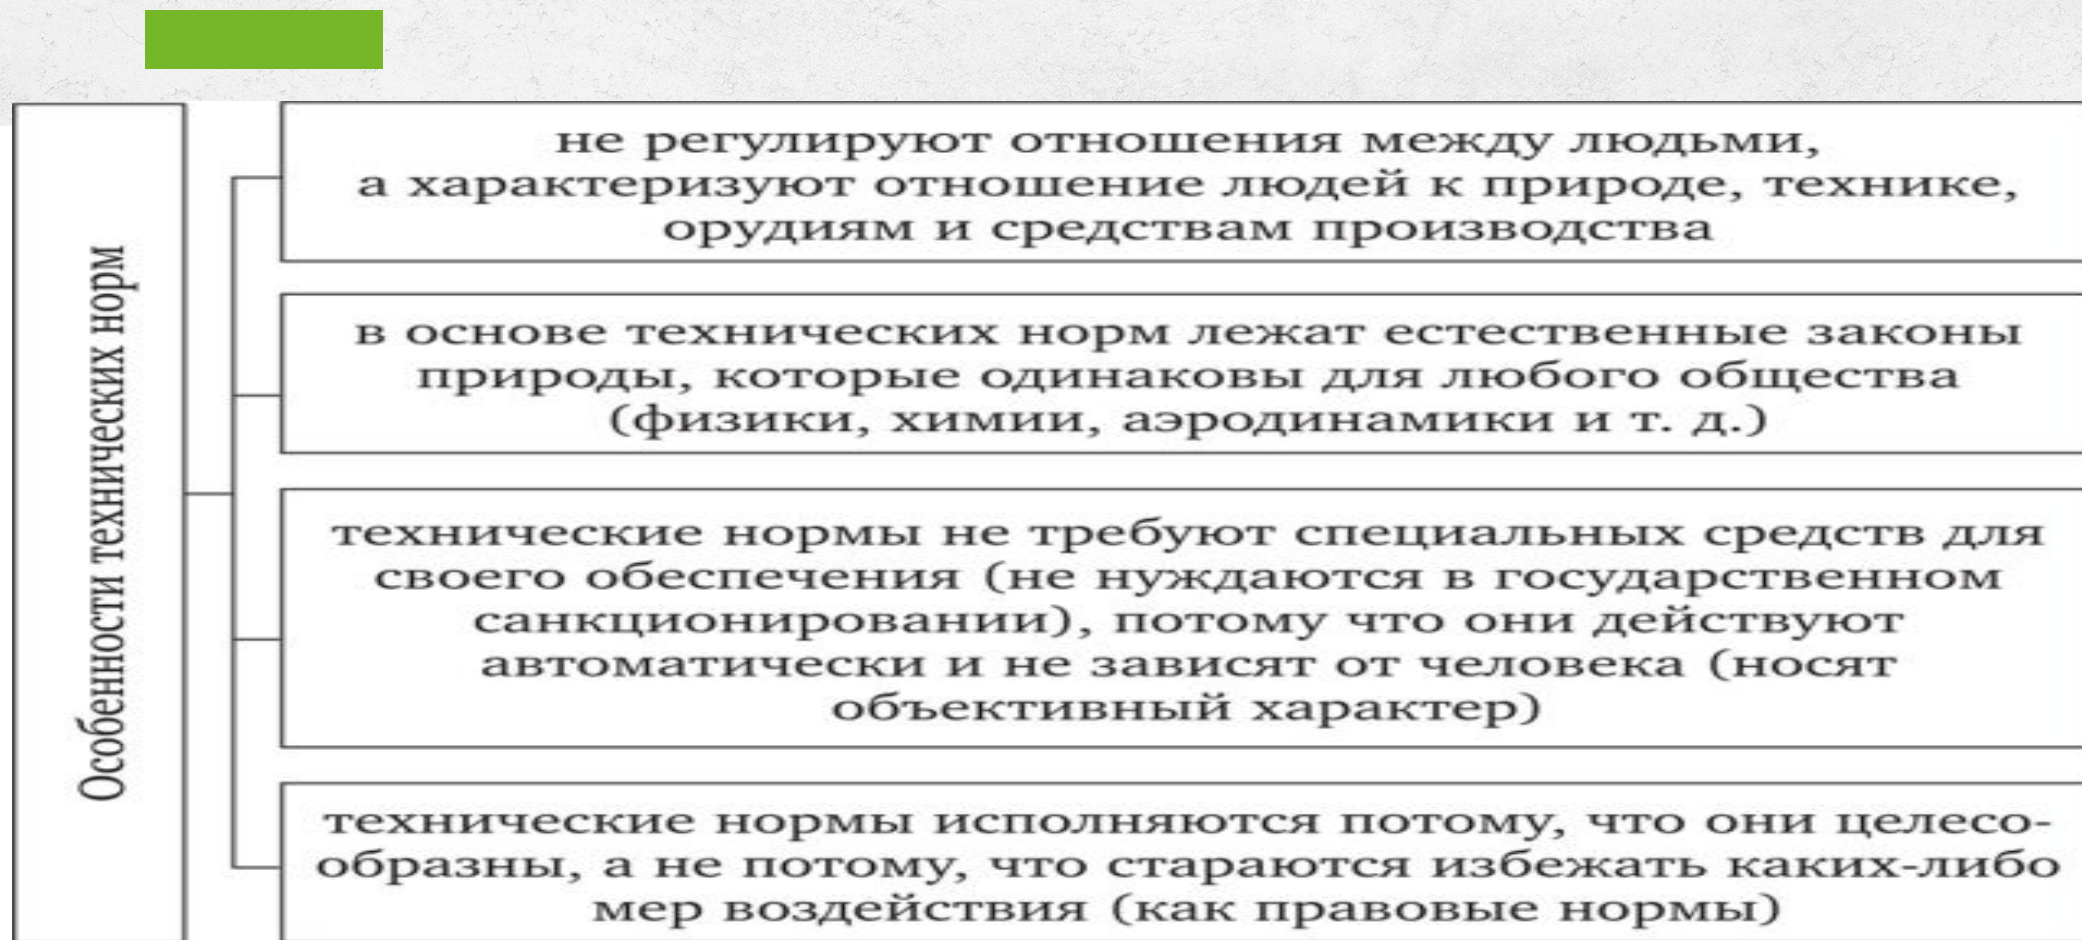 Особенности технических норм
не регулируют отношения между людьми,
а характеризуют отношение людей к природе, технике,
орудиям и средствам производства
в основе технических норм лежат естественные законы
природы, которые одинаковы для любого общества
(физики, химии, аэродинамики и т. д.)
технические нормы не требуют специальных средств для
своего обеспечения (не нуждаются в государственном
санкционировании), потому что они действуют
автоматически и не зависят от человека (носят
объективный характер)
технические нормы исполняются потому, что они целесо-
образны, а не потому, что стараются избежать каких-либо
мер воздействия (как правовые нормы)